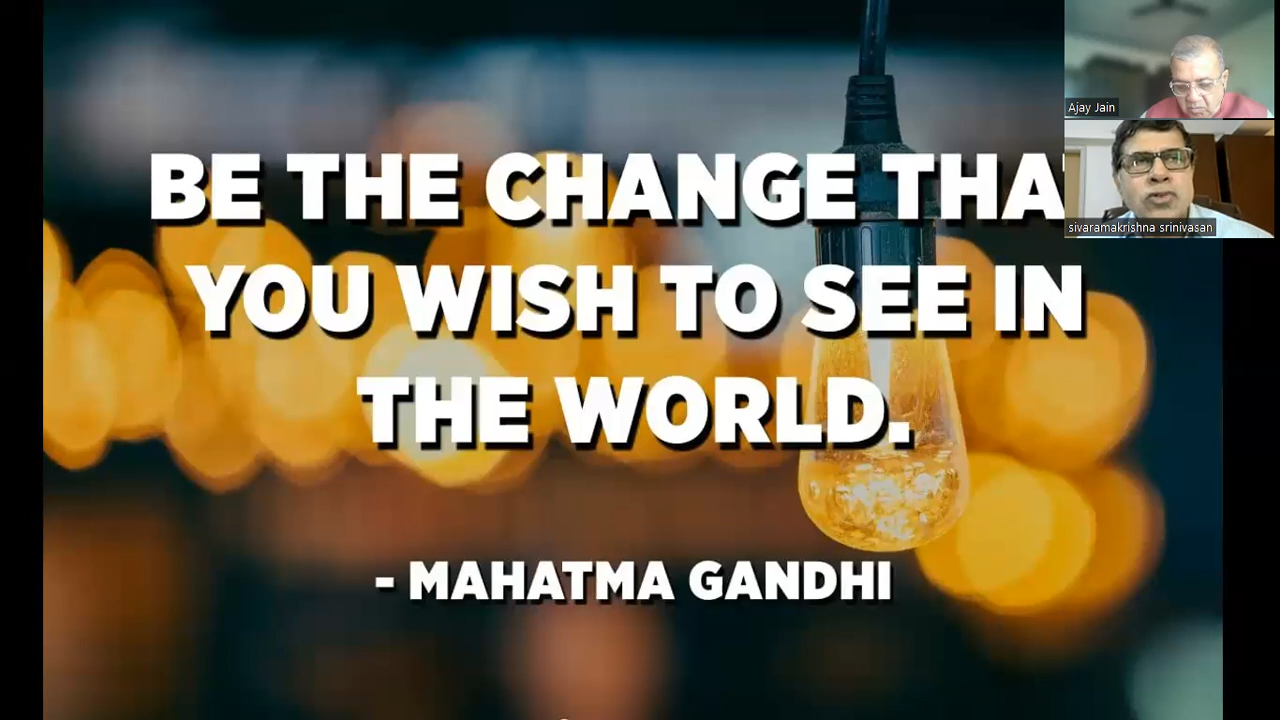 BE THE CHANGE THA
YOU WISH TO SEE IN
THE WORLD.
- MAHATMA GANDHI
Ajay Jain
sivaramakrishna srinivasan